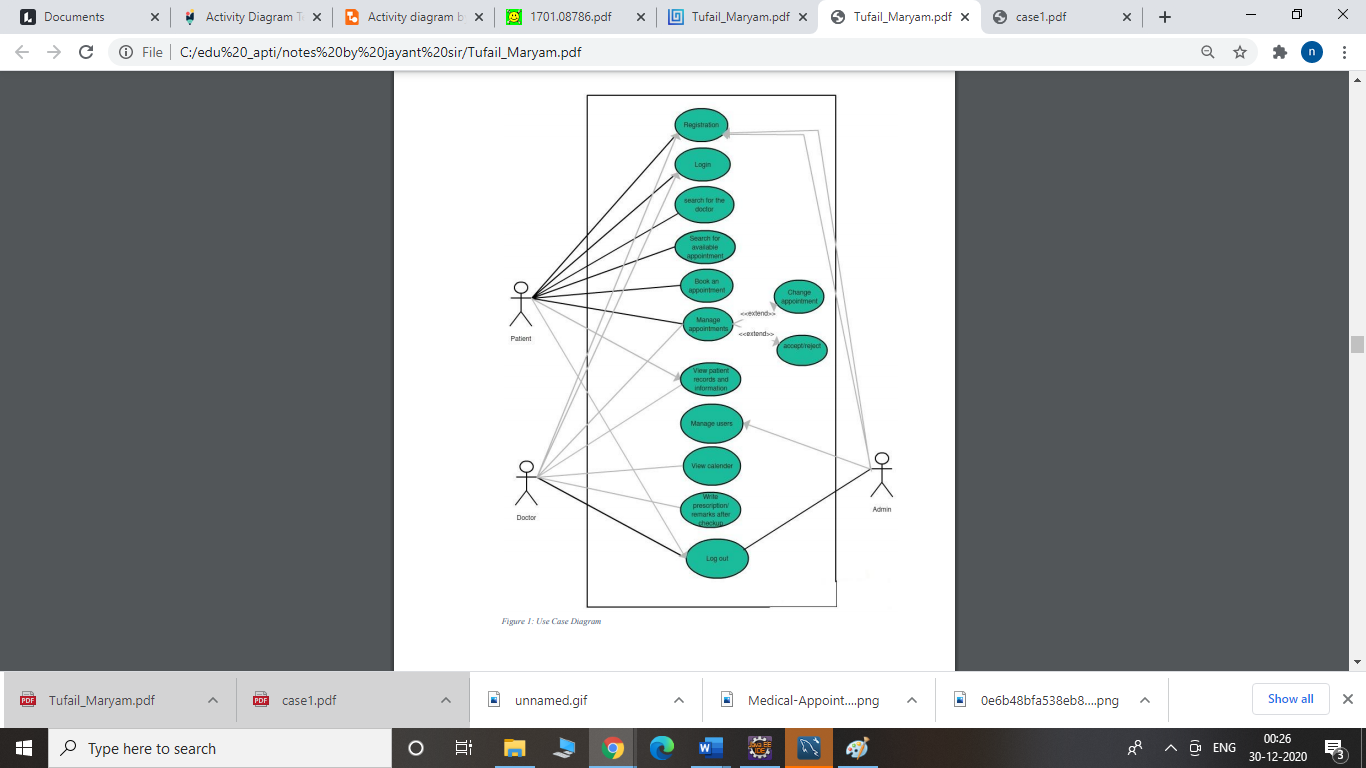 Documents
Activity Diagram Te
Activity diagram b
1701.08786.pdf
Tufail_Maryam.pdf
Tufail_Maryam.pdf
case1.pdf
File
C:/edu%20_apti/notes%20by%20jayant%20sir/Tufail_Maryam.pdf
n
Registration
Login
search for the
doctor
Search for
available
appointment
Book an
appointment
Manage
appointments
<<extend>>
Change
appointment
<<extend>>
accept/reject
Patient
View patient
records and
information
Manage users
View calender
Write
prescription/
remarks after
checkup
Log out
Doctor
Admin
Figure 1: Use Case Diagram
Tufail_Maryam.pdf
case1.pdf
unnamed.gif
Medical-Appoint....png
0e6b48bfa538eb8....png
Show all
Type here to search
ENG
00:26
30-12-2020
3